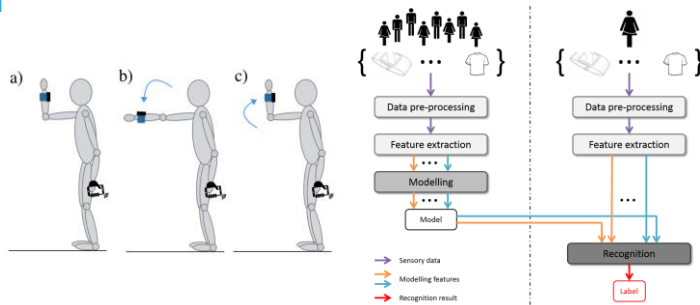 a)
b)
c)
{ ... }
{ ... }
Data pre-processing
Data pre-processing
Feature extraction
Feature extraction
...
Modelling
...
...
Model
Recognition
Sensory data
Modelling features
Recognition result
Label